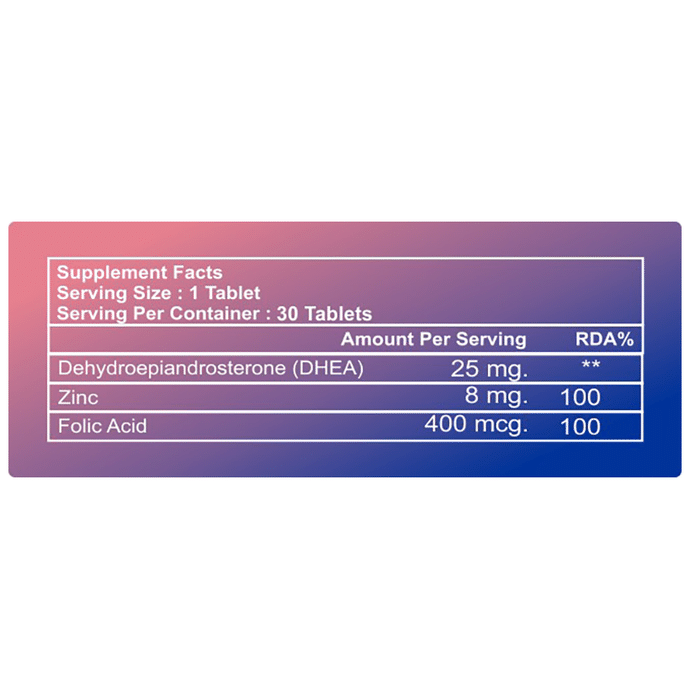 Supplement Facts
Serving Size : 1 Tablet
Serving Per Container : 30 Tablets
Amount Per Serving RDA%
Dehydroepiandrosterone (DHEA) 25 mg. **
Zinc 8 mg. 100
Folic Acid 400 mcg. 100